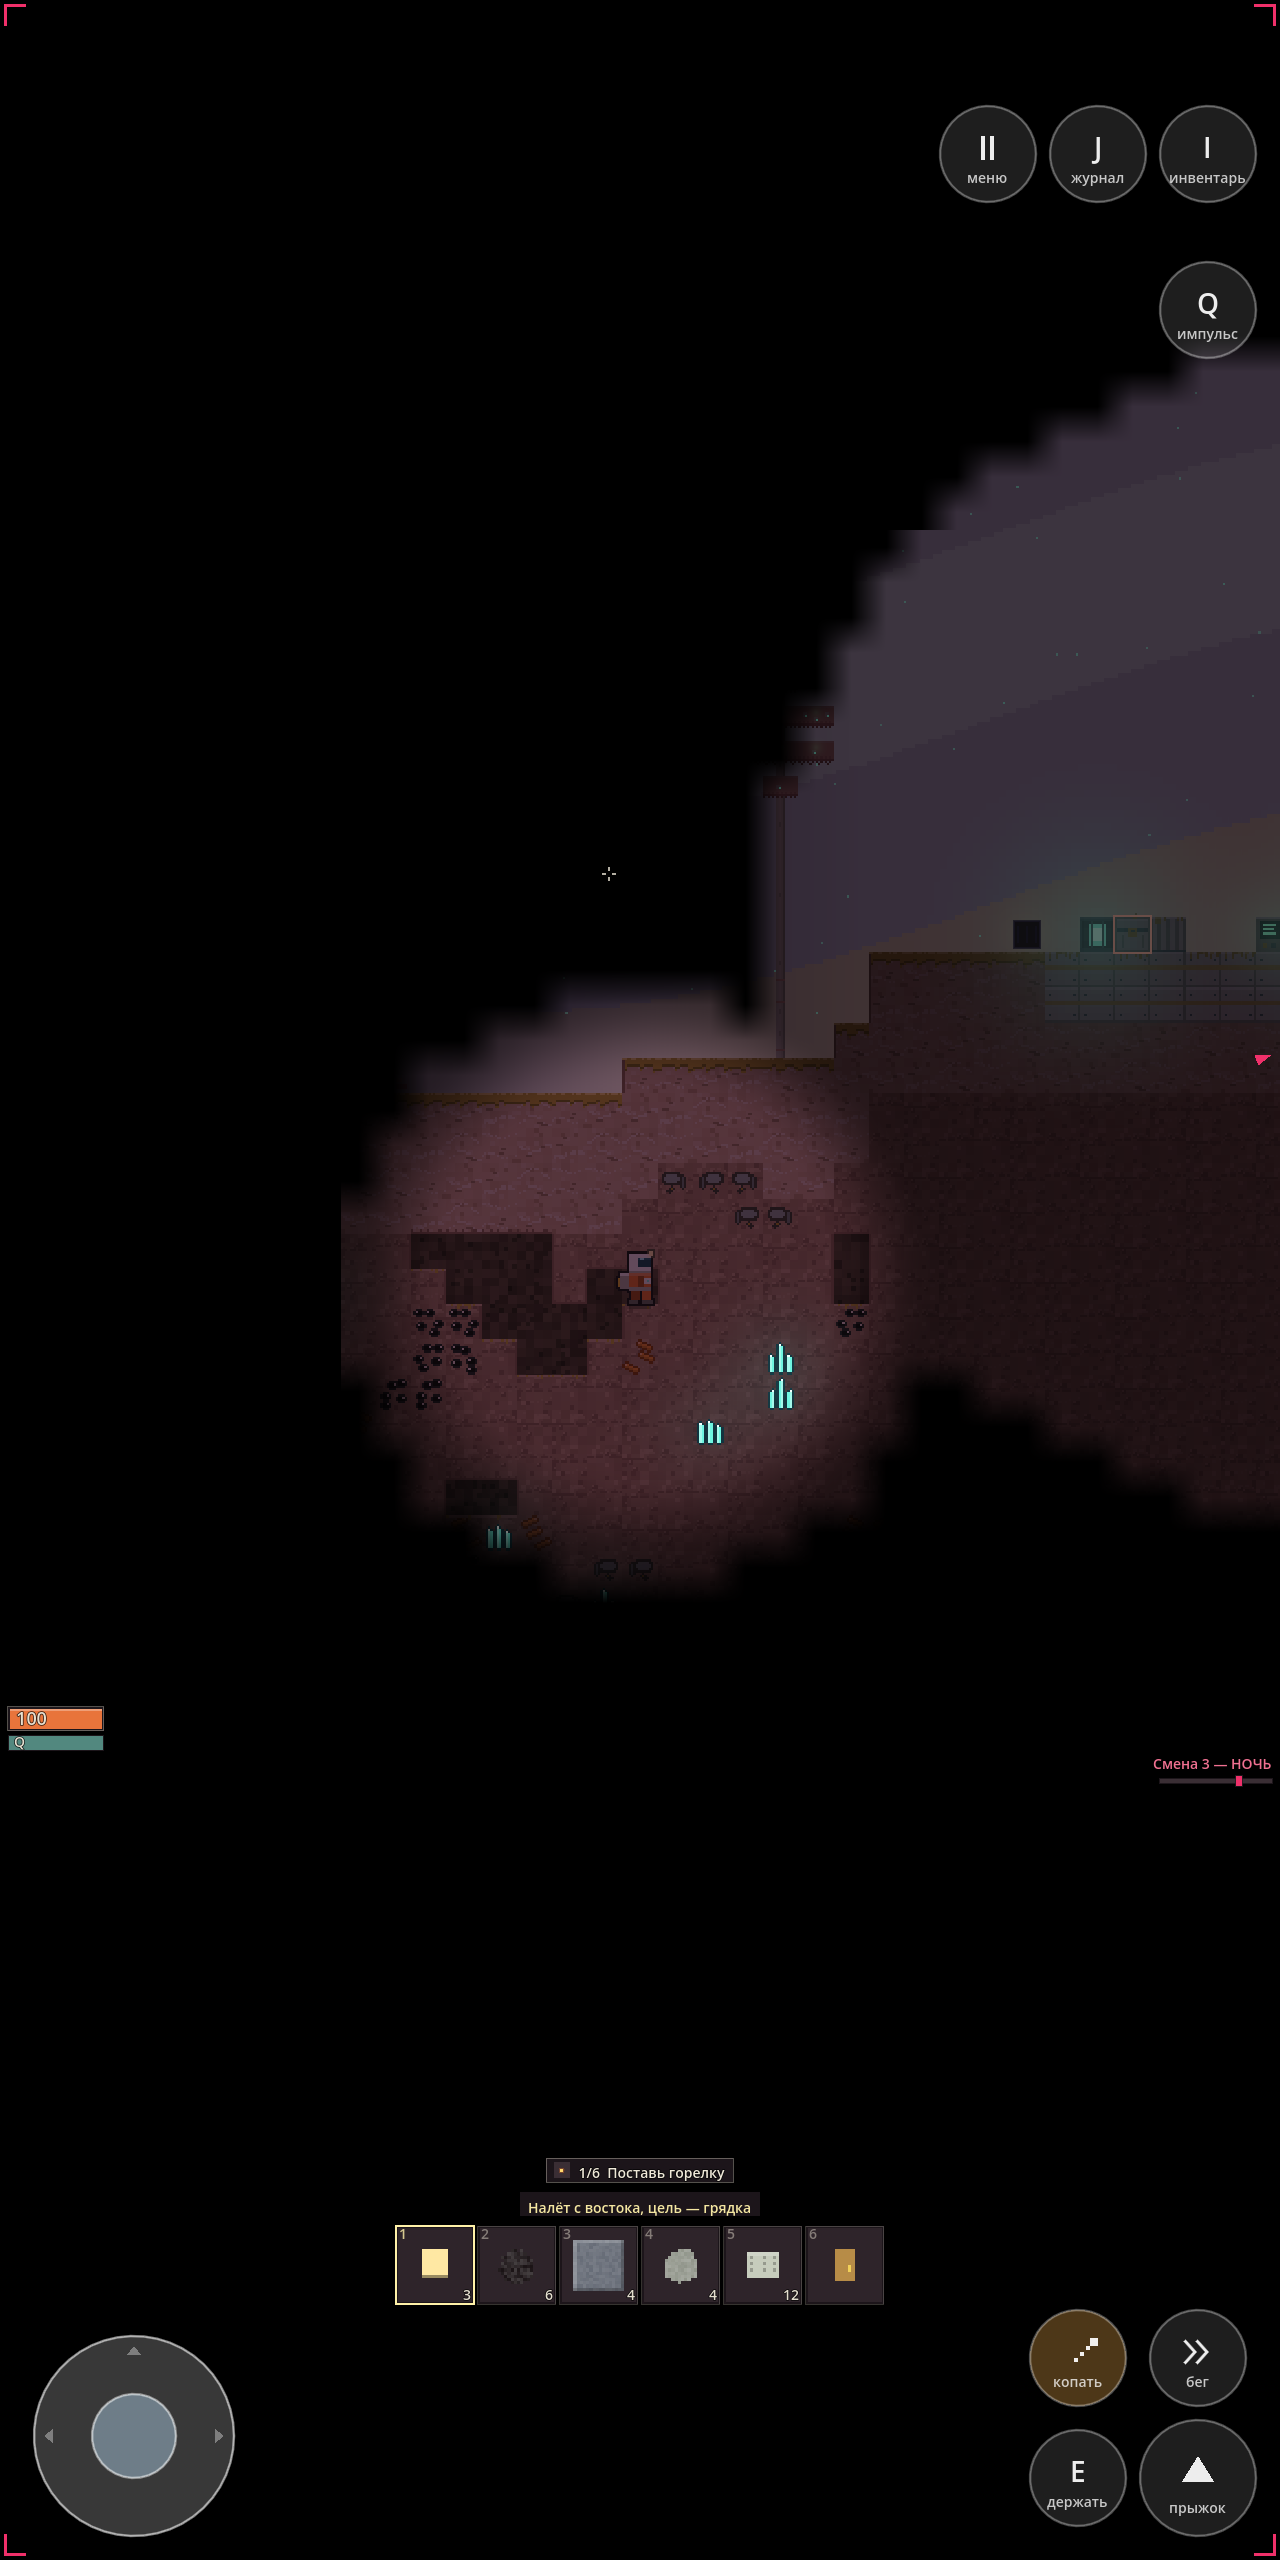 меню
J
журнал
I
инвентарь
Q
импульс
100
Q
Смена 3 — НОЧЬ
1/6 Поставь горелку
Налёт с востока, цель — грядка
1 2 3 4 5 6
3 6 4 4 12
копать
бег
E
держать
прыжок